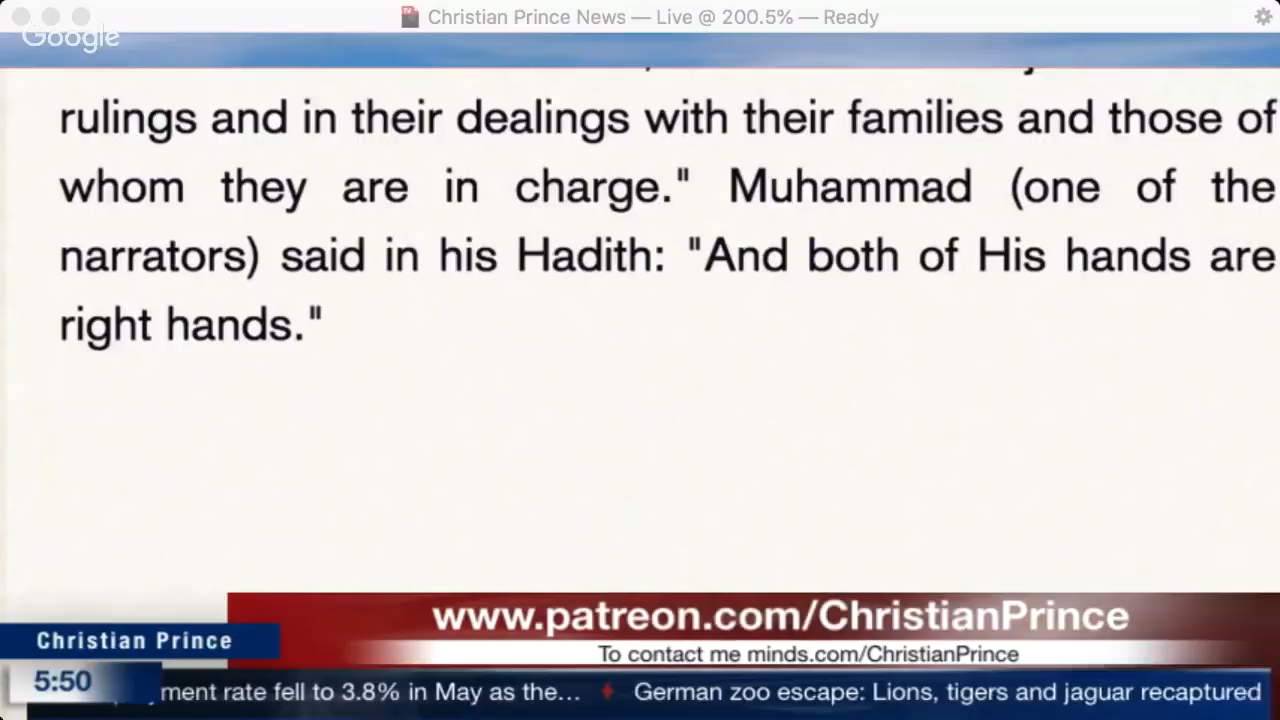 Christian Prince News — Live @ 200.5% — Ready
Google
rulings and in their dealings with their families and those of
whom they are in charge." Muhammad (one of the
narrators) said in his Hadith: "And both of His hands are
right hands."
www.patreon.com/ChristianPrince
Christian Prince
To contact me minds.com/ChristianPrince
5:50
ment rate fell to 3.8% in May as the... ♦ German zoo escape: Lions, tigers and jaguar recaptured